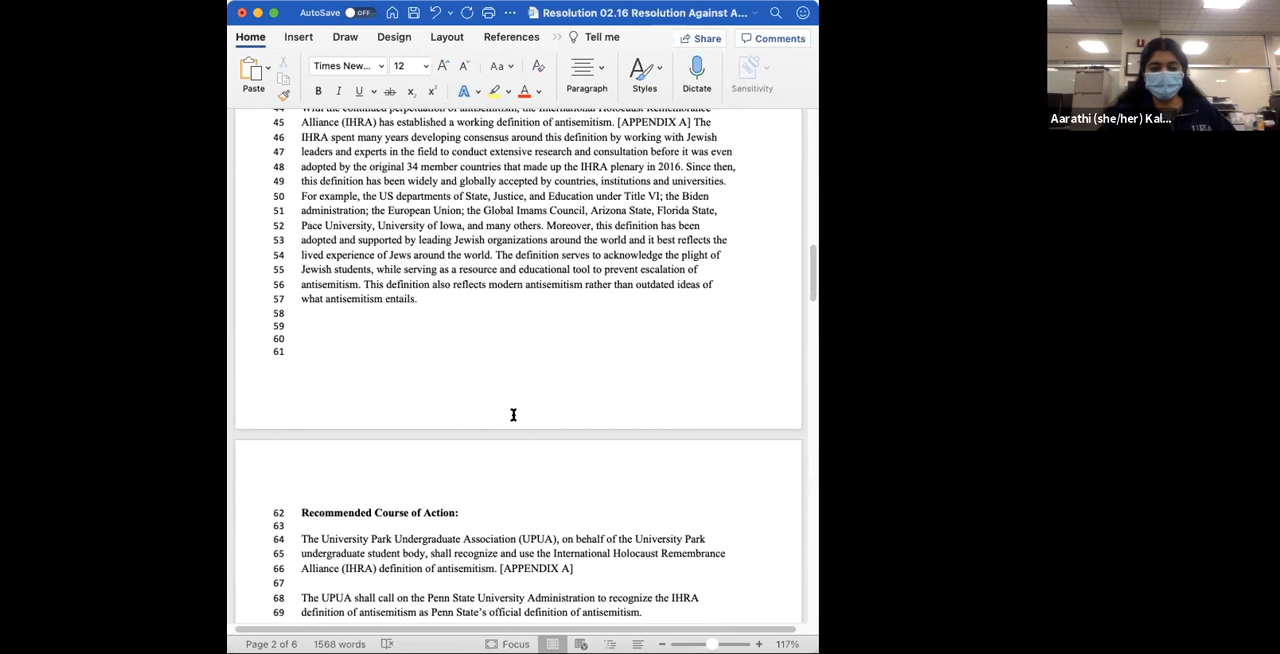 AutoSave OFF Resolution 02.16 Resolution Against A...
Home Insert Draw Design Layout References Tell me Share Comments
Times New... 12 Aa
Paste B I U ab x₂ x² A A Paragraph Styles Dictate Sensitivity
44 With the continued perpetuation of antisemitism, the International Holocaust Remembrance
45 Alliance (IHRA) has established a working definition of antisemitism. [APPENDIX A] The
46 IHRA spent many years developing consensus around this definition by working with Jewish
47 leaders and experts in the field to conduct extensive research and consultation before it was even
48 adopted by the original 34 member countries that made up the IHRA plenary in 2016. Since then,
49 this definition has been widely and globally accepted by countries, institutions and universities.
50 For example, the US departments of State, Justice, and Education under Title VI; the Biden
51 administration; the European Union; the Global Imams Council, Arizona State, Florida State,
52 Pace University, University of Iowa, and many others. Moreover, this definition has been
53 adopted and supported by leading Jewish organizations around the world and it best reflects the
54 lived experience of Jews around the world. The definition serves to acknowledge the plight of
55 Jewish students, while serving as a resource and educational tool to prevent escalation of
56 antisemitism. This definition also reflects modern antisemitism rather than outdated ideas of
57 what antisemitism entails.
58
59
60
61
62 Recommended Course of Action:
63
64 The University Park Undergraduate Association (UPUA), on behalf of the University Park
65 undergraduate student body, shall recognize and use the International Holocaust Remembrance
66 Alliance (IHRA) definition of antisemitism. [APPENDIX A]
67
68 The UPUA shall call on the Penn State University Administration to recognize the IHRA
69 definition of antisemitism as Penn State's official definition of antisemitism.
Page 2 of 6 1568 words Focus 117%
Aarathi (she/her) Kal...